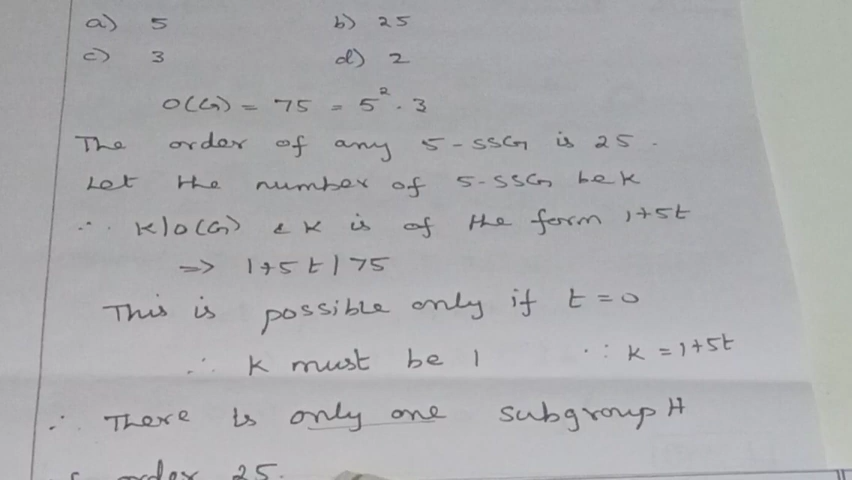 a) 5 b) 25
c) 3 d) 2
O(G) = 75 = 5² . 3
The order of any 5-SSG is 25.
Let the number of 5-SSG be K
∴ K|O(G) & K is of the form 1+5t
=> 1+5t|75
This is possible only if t=0
∴ K must be 1 ∵ K=1+5t
∴ There is only one subgroup H
order 25.